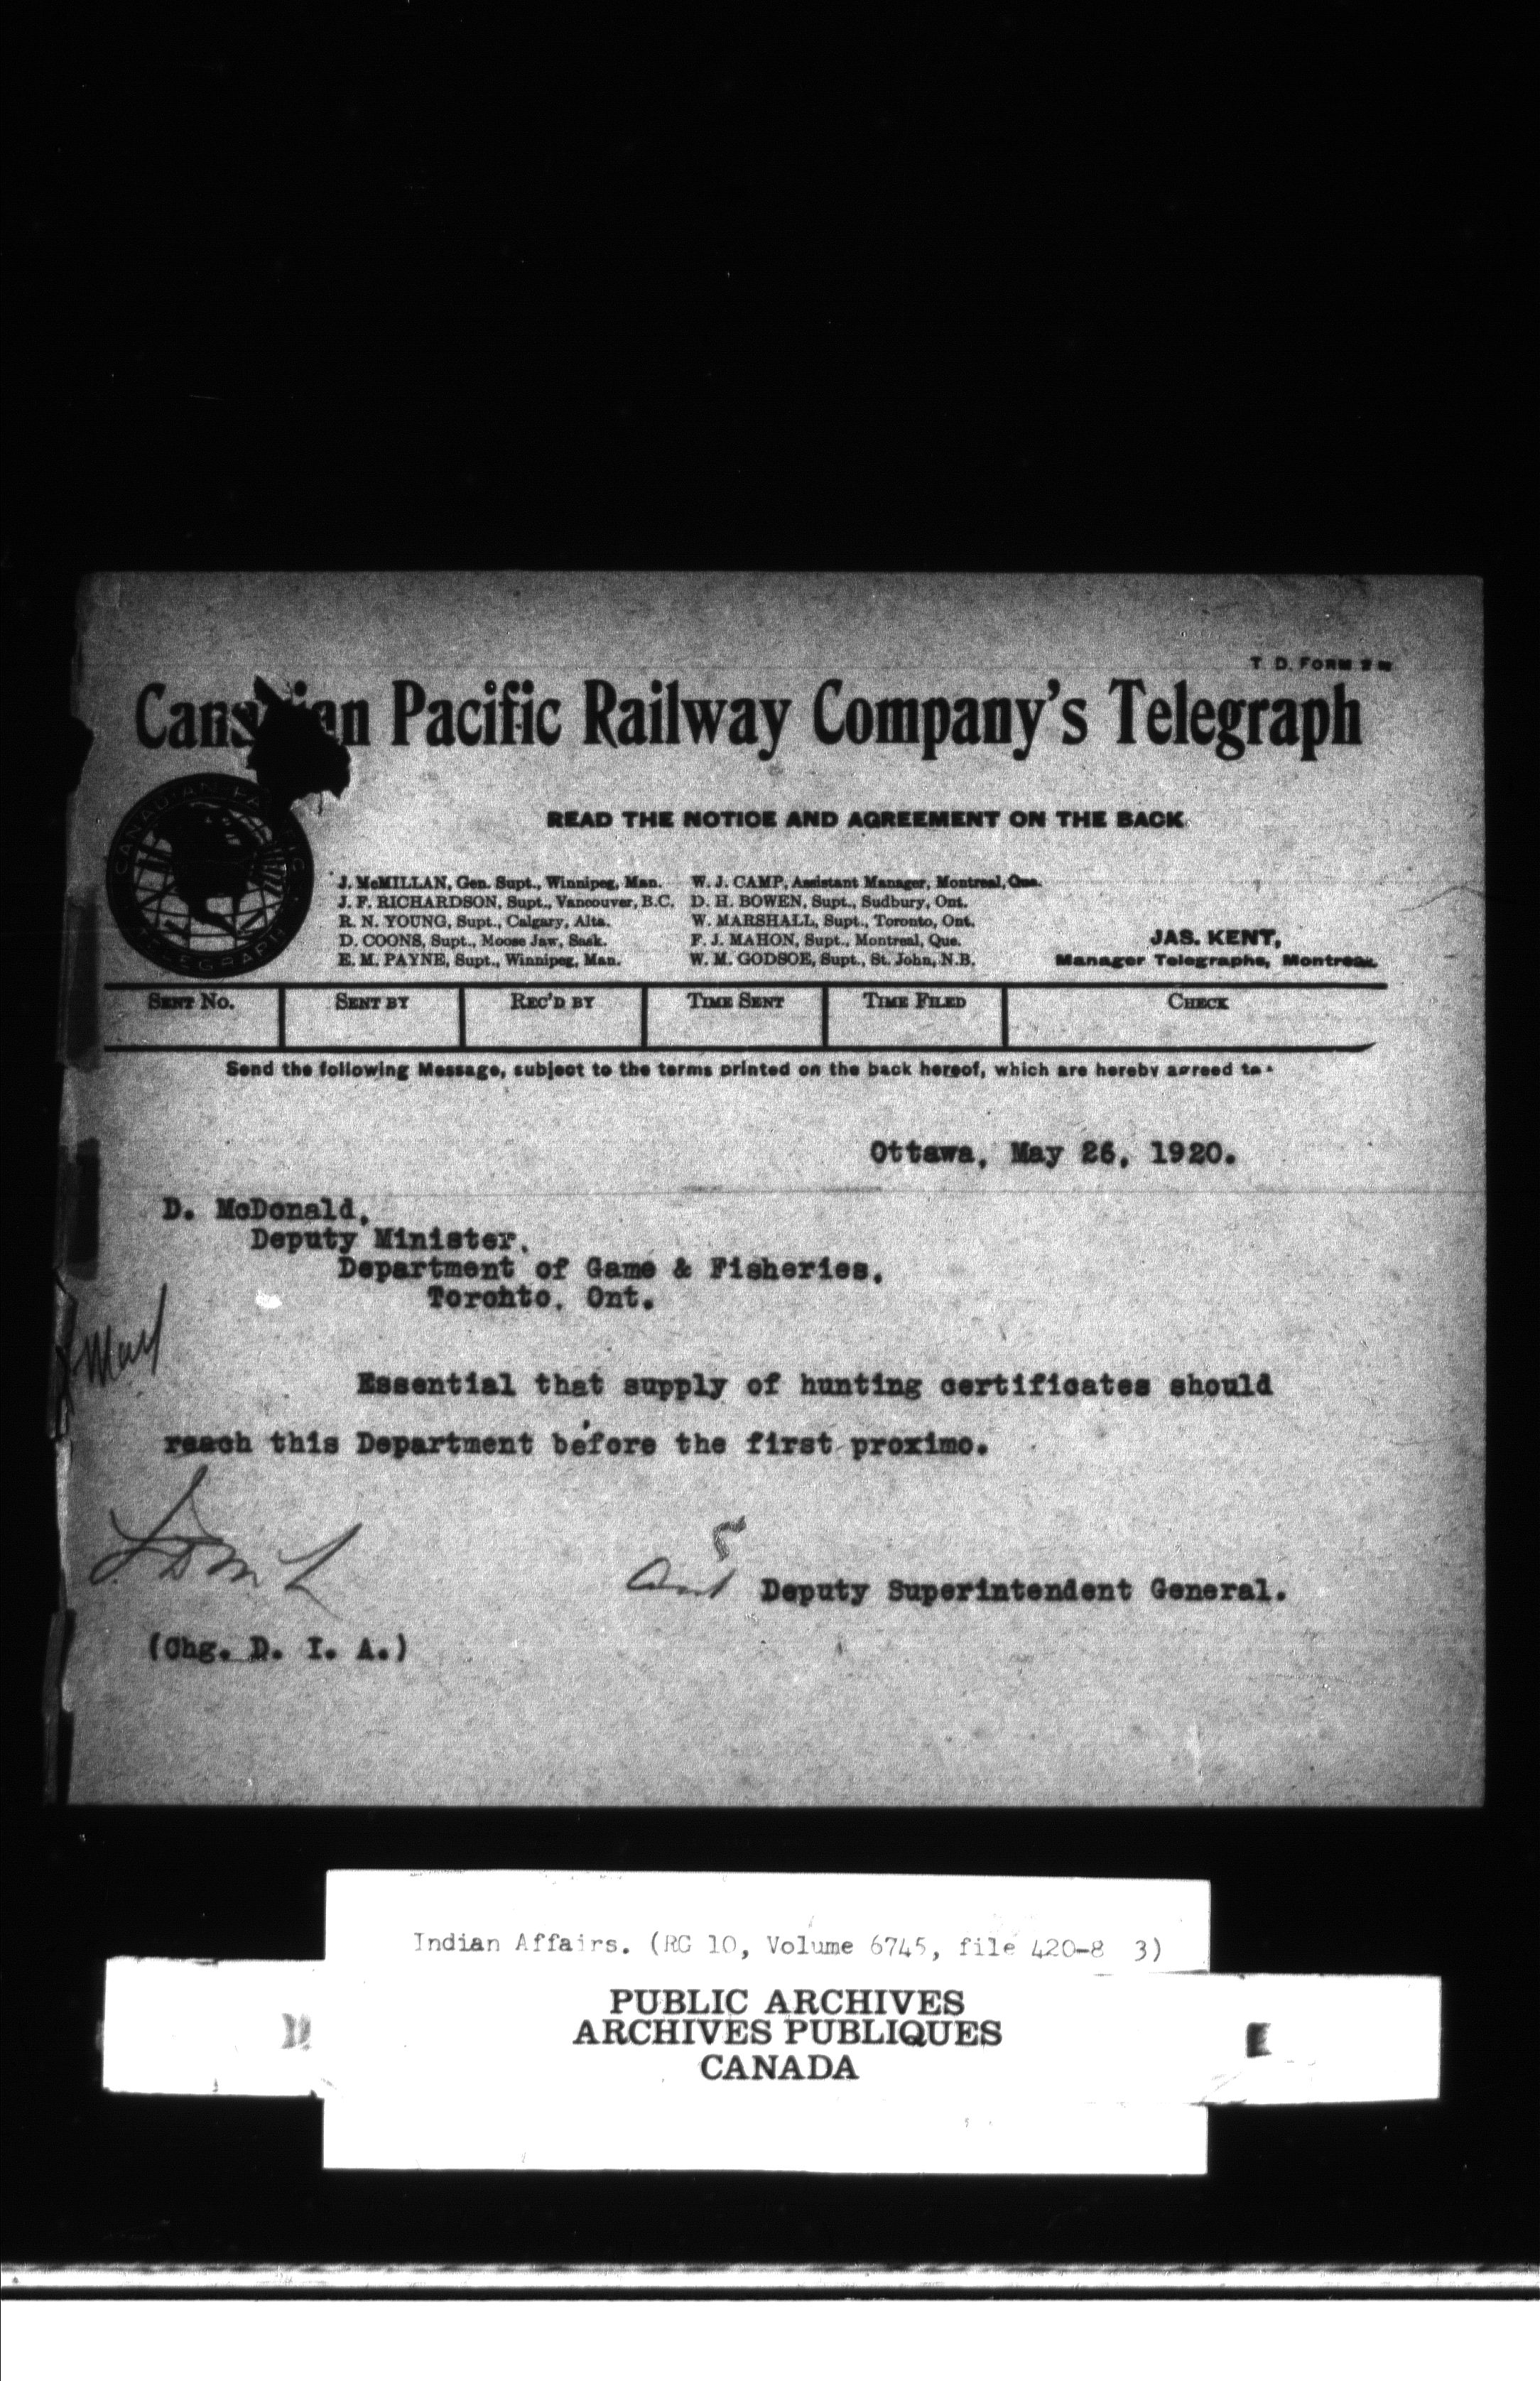 T. D. FORM
Canadian Pacific Railway Company's Telegraph
CANADIAN PACIFIC
TELEGRAPH
READ THE NOTICE AND AGREEMENT ON THE BACK
J. McMILLAN, Gen. Supt., Winnipeg, Man. W. J. CAMP, Assistant Manager, Montreal, Que.
J. F. RICHARDSON, Supt., Vancouver, B.C. D. H. BOWEN, Supt., Sudbury, Ont.
R. N. YOUNG, Supt., Calgary, Alta. W. MARSHALL, Supt., Toronto, Ont.
D. COONS, Supt., Moose Jaw, Sask. F. J. MAHON, Supt., Montreal, Que.
E. M. PAYNE, Supt., Winnipeg, Man. W. M. GODSOE, Supt., St. John, N.B.
JAS. KENT,
Manager Telegraphs, Montreal.
SENT NO. SENT BY REC'D BY TIME SENT TIME FILED CHECK
Send the following Message, subject to the terms printed on the back hereof, which are hereby agreed to.
Ottawa, May 26, 1920.
D. McDonald,
Deputy Minister,
Department of Game & Fisheries,
Toronto, Ont.
May
Essential that supply of hunting certificates should
reach this Department before the first proximo.
Deputy Superintendent General.
(Chg. D. I. A.)
Indian Affairs. (RG 10, Volume 6745, file 420-8 3)
PUBLIC ARCHIVES
ARCHIVES PUBLIQUES
CANADA